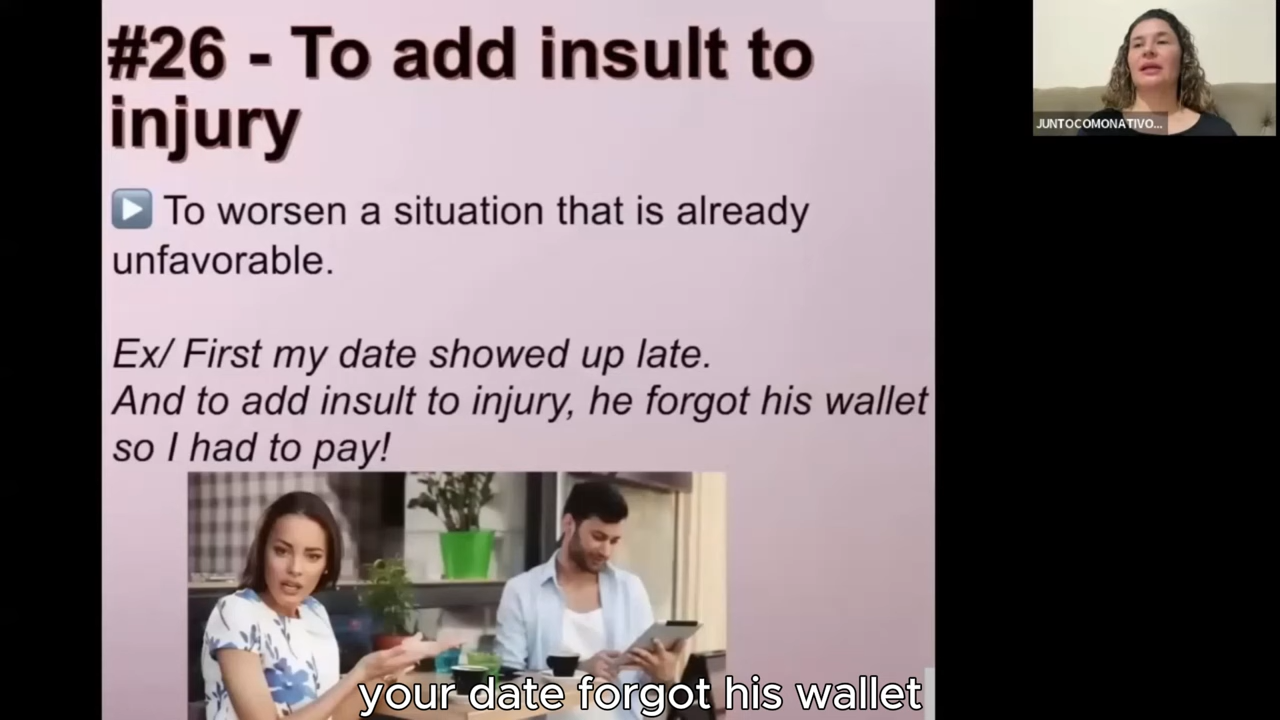 #26 - To add insult to
injury
To worsen a situation that is already
unfavorable.
Ex/ First my date showed up late.
And to add insult to injury, he forgot his wallet
so I had to pay!
your date forgot his wallet
JUNTOCOMONATIVO...